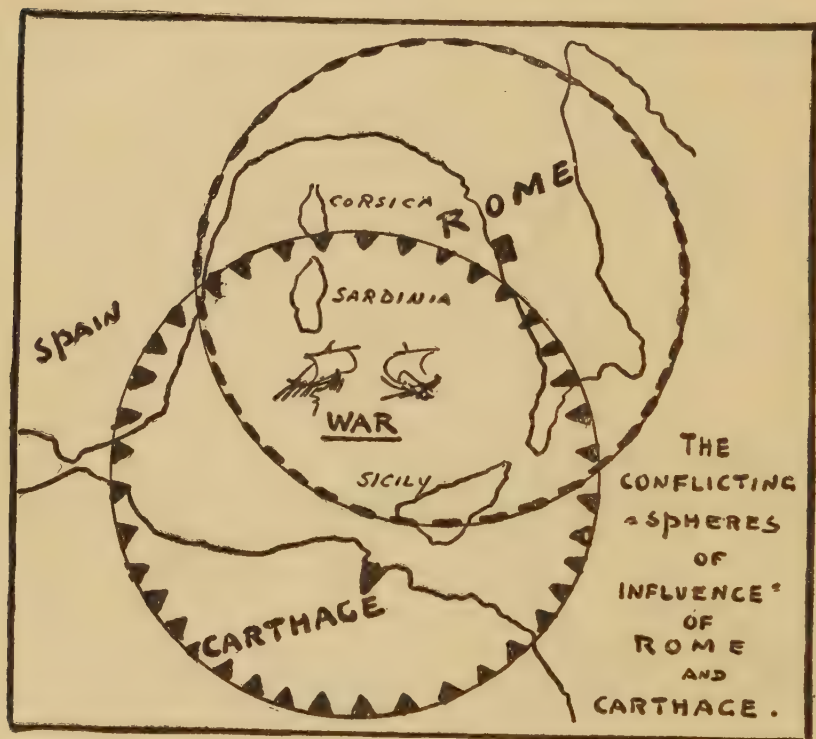 CORSICA
ROME
SARDINIA
SPAIN
WAR
SICILY
CARTHAGE
THE
CONFLICTING
"SPHERES
OF
INFLUENCE"
OF
ROME
AND
CARTHAGE.